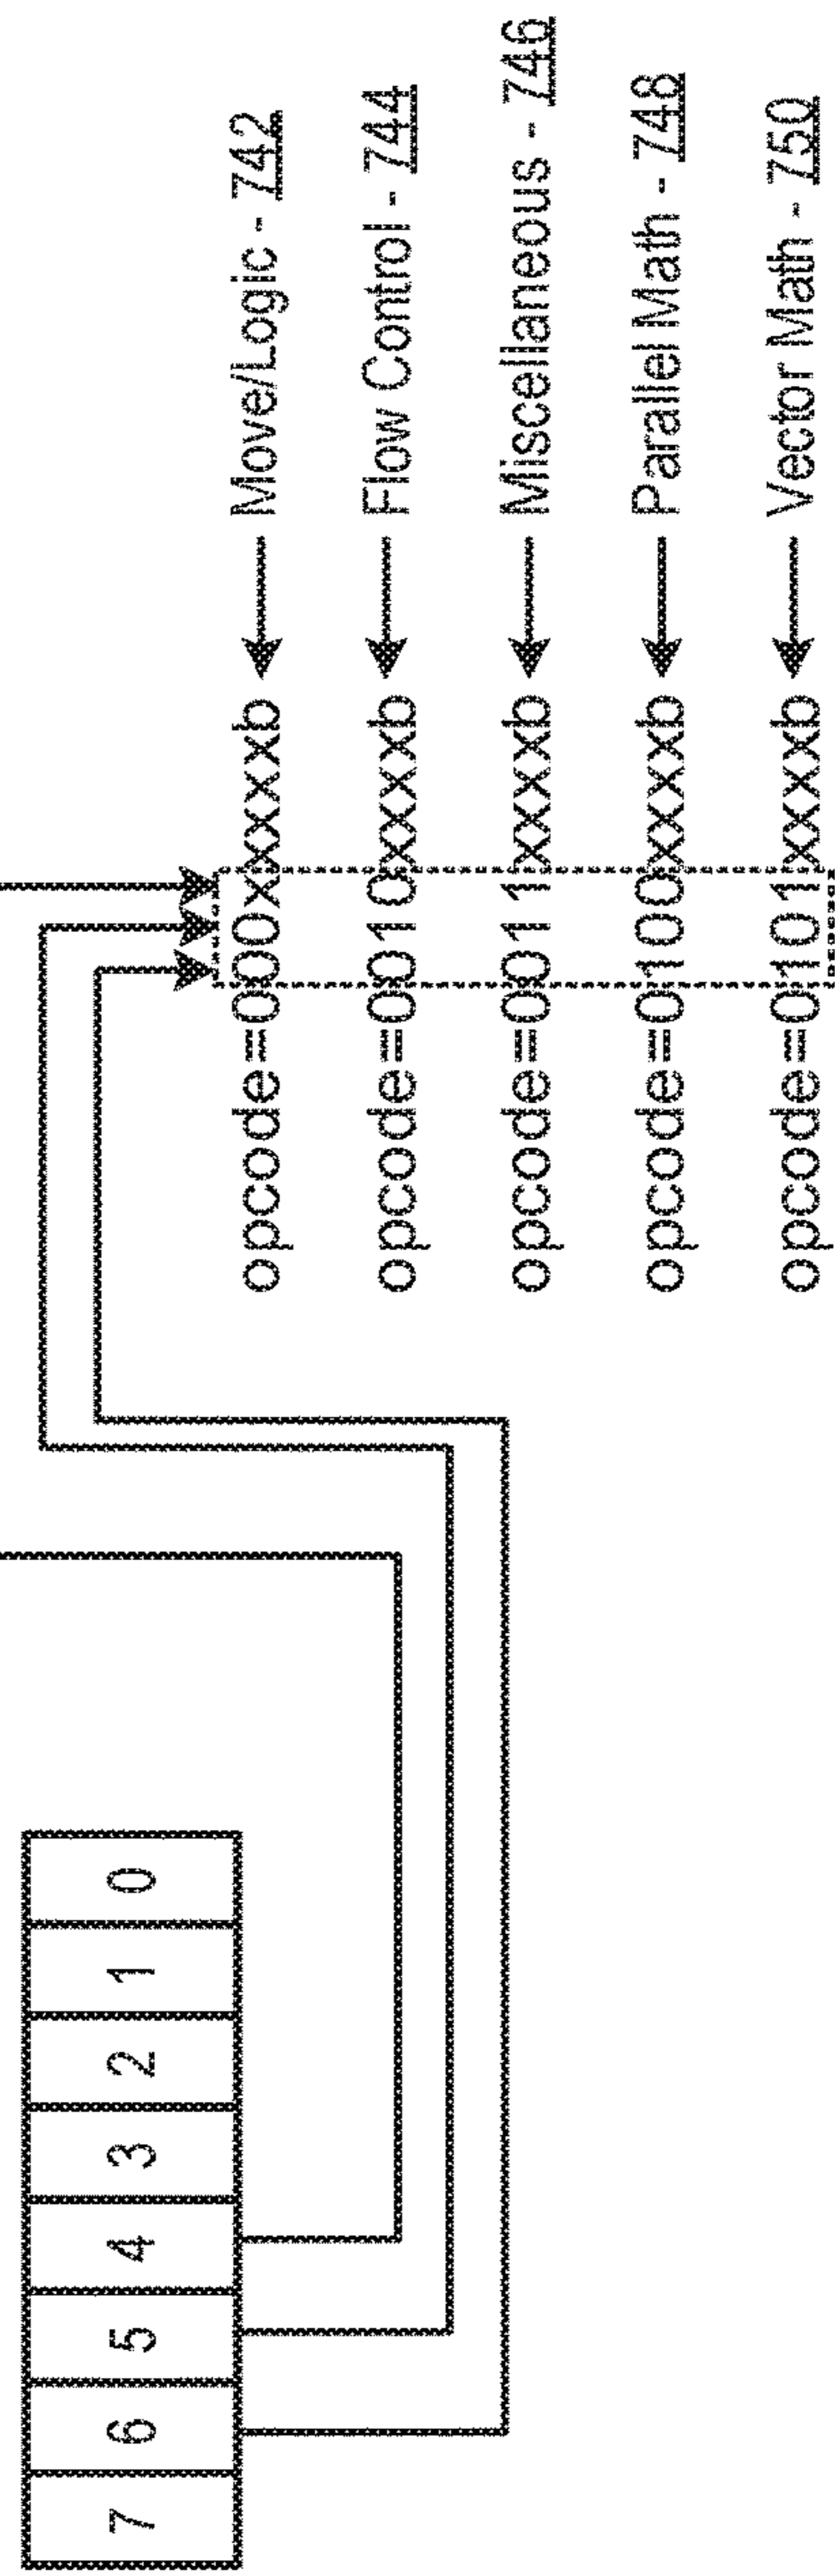 7 6 5 4 3 2 1 0
opcode=000xxxxxb Move/Logic - 742
opcode=0010xxxxb Flow Control - 744
opcode=0011xxxxb Miscellaneous - 746
opcode=0100xxxxb Parallel Math - 748
opcode=0101xxxxb Vector Math - 750